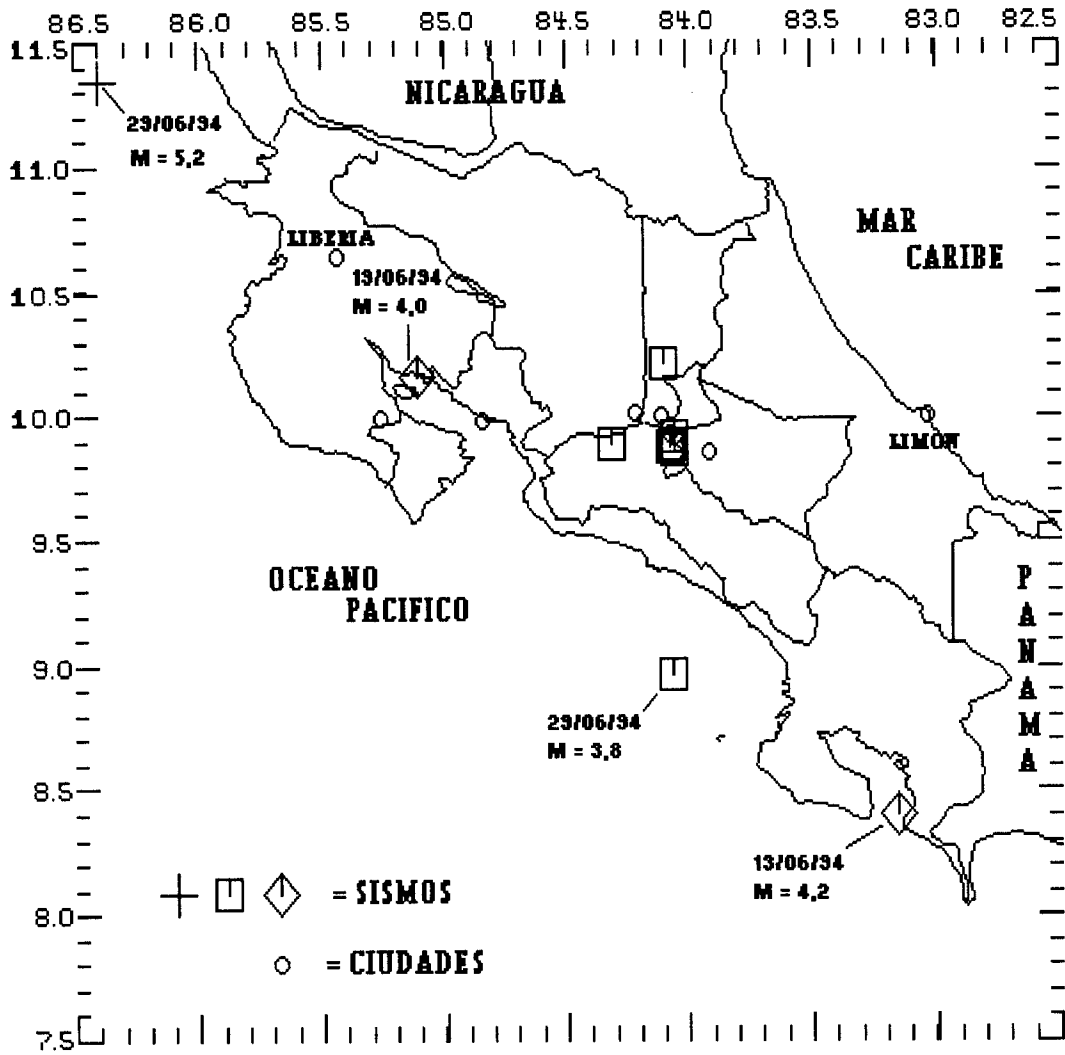 86.5 86.0 85.5 85.0 84.5 84.0 83.5 83.0 82.5
11.5
NICARAGUA
29/06/94
M = 5,2
11.0
MAR
CARIBE
LIBERIA
19/06/94
M = 4,0
10.5
10.0
LIMON
9.5
OCEANO
PACIFICO
PANAMA
9.0
29/06/94
M = 3,8
8.5
13/06/94
M = 4,2
= SISMOS
8.0
= CIUDADES
7.5